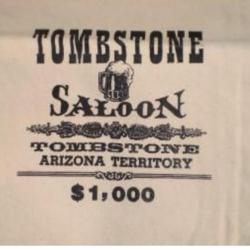 TOMBSTONE
SALOON
TOMBSTONE
ARIZONA TERRITORY
$1,000